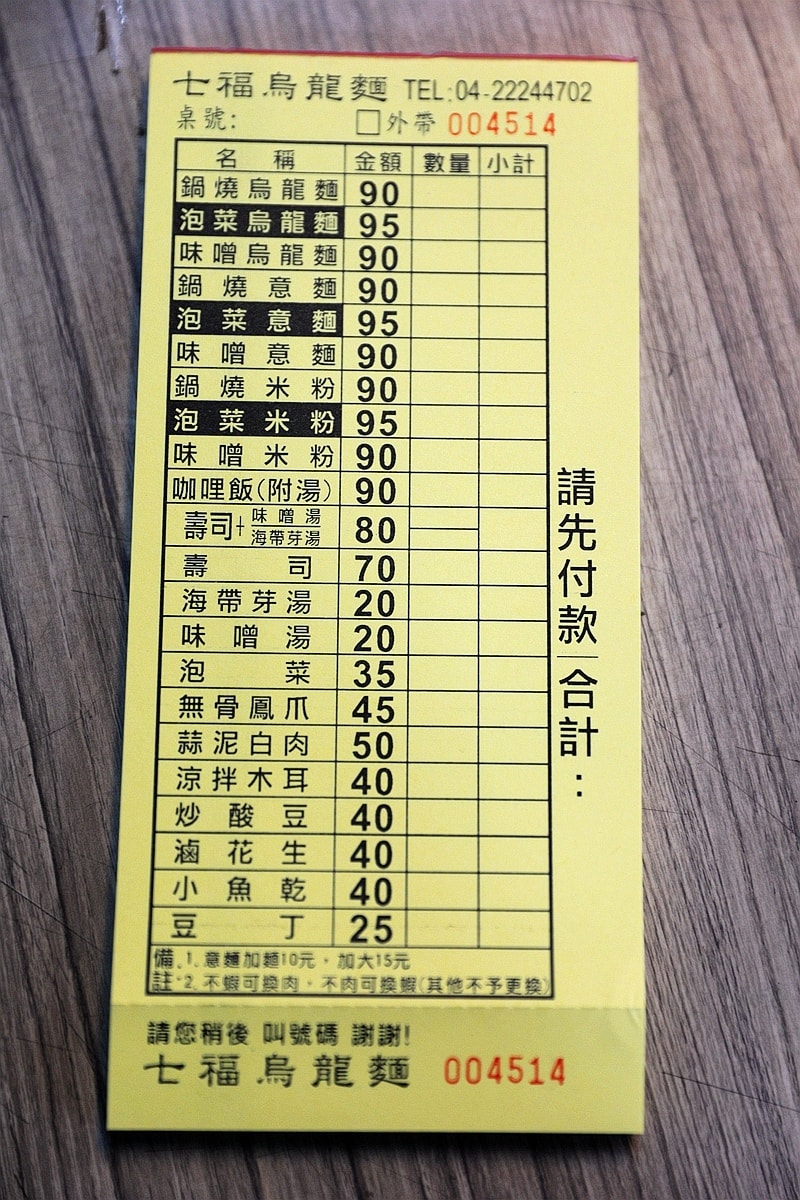 七福烏龍麵 TEL:04-22244702
桌號: □外帶 004514
名稱 金額 數量 小計
鍋燒烏龍麵 90
泡菜烏龍麵 95
味噌烏龍麵 90
鍋燒意麵 90
泡菜意麵 95
味噌意麵 90
鍋燒米粉 90
泡菜米粉 95
味噌米粉 90
咖哩飯(附湯) 90
壽司+味噌湯 海帶芽湯 80
壽司 70
海帶芽湯 20
味噌湯 20
泡菜 35
無骨鳳爪 45
蒜泥白肉 50
涼拌木耳 40
炒酸豆 40
滷花生 40
小魚乾 40
豆丁 25
備註 1. 意麵加麵10元,加大15元
2. 不蝦可換肉,不肉可換蝦(其他不予更換)
請先付款 合計:
請您稍後 叫號碼 謝謝!
七福烏龍麵 004514